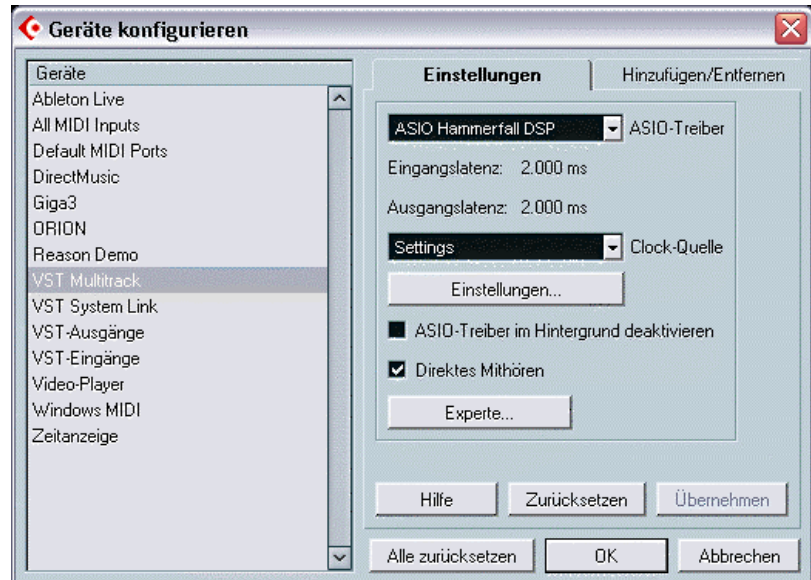 Geräte konfigurieren
Geräte
Ableton Live
All MIDI Inputs
Default MIDI Ports
DirectMusic
Giga3
ORION
Reason Demo
VST Multitrack
VST System Link
VST-Ausgänge
VST-Eingänge
Video-Player
Windows MIDI
Zeitanzeige
Einstellungen
Hinzufügen/Entfernen
ASIO Hammerfall DSP ASIO-Treiber
Eingangslatenz: 2.000 ms
Ausgangslatenz: 2.000 ms
Settings Clock-Quelle
Einstellungen...
ASIO-Treiber im Hintergrund deaktivieren
Direktes Mithören
Experte...
Hilfe Zurücksetzen Übernehmen
Alle zurücksetzen OK Abbrechen